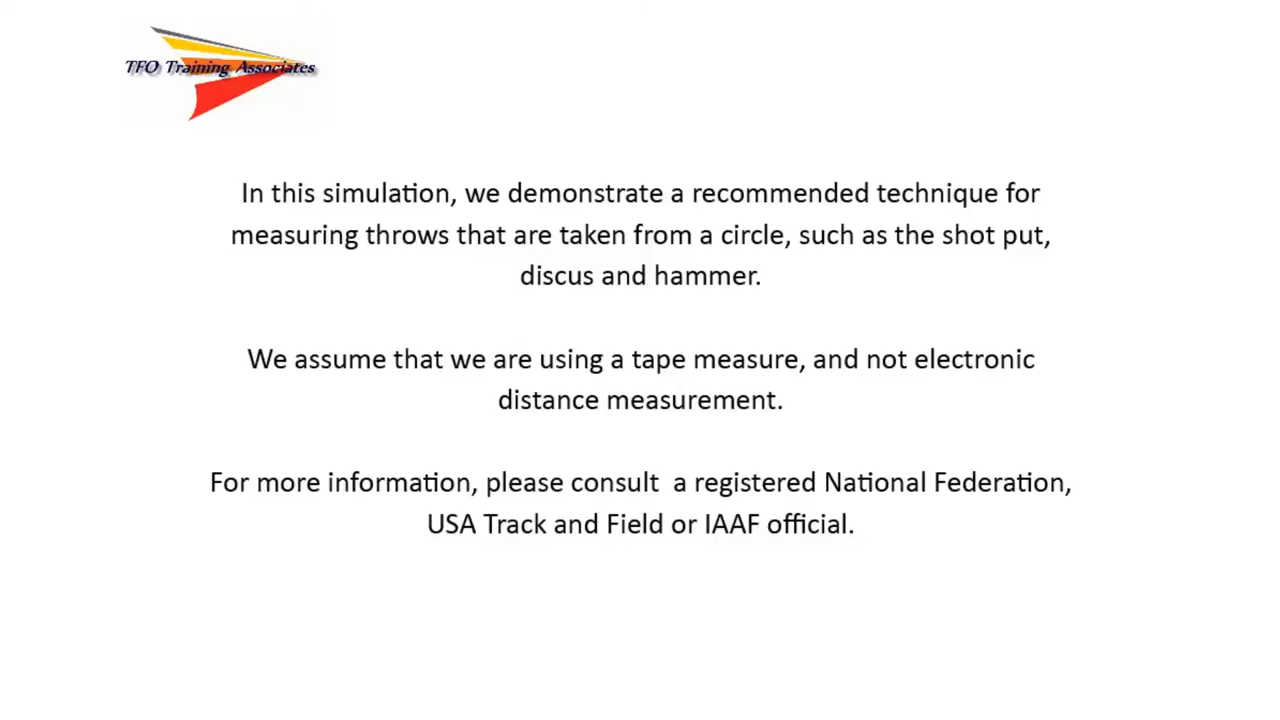 TFO Training Associates
In this simulation, we demonstrate a recommended technique for
measuring throws that are taken from a circle, such as the shot put,
discus and hammer.
We assume that we are using a tape measure, and not electronic
distance measurement.
For more information, please consult  a registered National Federation,
USA Track and Field or IAAF official.